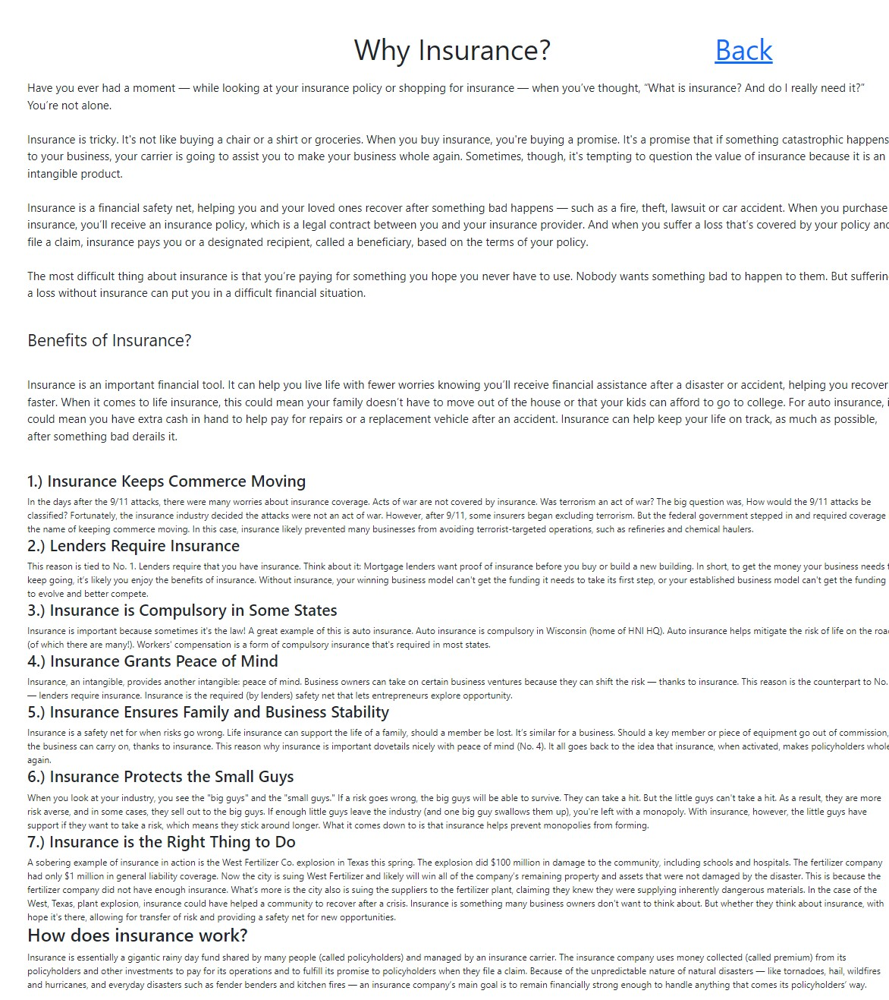 Why Insurance? Back
Have you ever had a moment — while looking at your insurance policy or shopping for insurance — when you’ve thought, “What is insurance? And do I really need it?”
You’re not alone.
Insurance is tricky. It's not like buying a chair or a shirt or groceries. When you buy insurance, you're buying a promise. It's a promise that if something catastrophic happens
to your business, your carrier is going to assist you to make your business whole again. Sometimes, though, it's tempting to question the value of insurance because it is an
intangible product.
Insurance is a financial safety net, helping you and your loved ones recover after something bad happens — such as a fire, theft, lawsuit or car accident. When you purchase
insurance, you’ll receive an insurance policy, which is a legal contract between you and your insurance provider. And when you suffer a loss that’s covered by your policy and
file a claim, insurance pays you or a designated recipient, called a beneficiary, based on the terms of your policy.
The most difficult thing about insurance is that you’re paying for something you hope you never have to use. Nobody wants something bad to happen to them. But
a loss without insurance can put you in a difficult financial situation.
Benefits of Insurance?
Insurance is an important financial tool. It can help you live life with fewer worries knowing you’ll receive financial assistance after a disaster or accident, helping you recover
faster. When it comes to life insurance, this could mean your family doesn’t have to move out of the house or that your kids can afford to go to college. For auto insurance,
could mean you have extra cash in hand to help pay for repairs or a replacement vehicle after an accident. Insurance can help keep your life on track, as much as possible,
after something bad derails it.
1.) Insurance Keeps Commerce Moving
In the days after the 9/11 attacks, there were many worries about insurance coverage. Acts of war are not covered by insurance. Was terrorism an act of war? The big question was, How would the 9/11 attacks be
classified? Fortunately, the insurance industry decided the attacks were not an act of war. However, after 9/11, some insurers began excluding terrorism. But the federal government stepped in and required coverage
the name of keeping commerce moving. In this case, insurance likely prevented many businesses from avoiding terrorist-targeted operations, such as refineries and chemical haulers.
2.) Lenders Require Insurance
This reason is tied to No. 1. Lenders require that you have insurance. Think about it: Mortgage lenders want proof of insurance before you buy or build a new building. In short, to get the money your business needs
keep going, it's likely you enjoy the benefits of insurance. Without insurance, your winning business model can't get the funding it needs to take its first step, or your established business model can't get the funding
to evolve and better compete.
3.) Insurance is Compulsory in Some States
Insurance is important because sometimes it's the law! A great example of this is auto insurance. Auto insurance is compulsory in Wisconsin (home of HNI HQ). Auto insurance helps mitigate the risk of life on the
(of which there are many!). Workers' compensation is a form of compulsory insurance that's required in most states.
4.) Insurance Grants Peace of Mind
Insurance, an intangible, provides another intangible: peace of mind. Business owners can take on certain business ventures because they can shift the risk — thanks to insurance. This reason is the counterpart to No.
— lenders require insurance. Insurance is the required (by lenders) safety net that lets entrepreneurs explore opportunity.
5.) Insurance Ensures Family and Business Stability
Insurance is a safety net for when risks go wrong. Life insurance can support the life of a family, should a member be lost. It's similar for a business. Should a key member or piece of equipment go out of commission,
the business can carry on, thanks to insurance. This reason why insurance is important dovetails nicely with peace of mind (No. 4). It all goes back to the idea that insurance, when activated, makes policyholders whole
again.
6.) Insurance Protects the Small Guys
When you look at your industry, you see the "big guys" and the "small guys." If a risk goes wrong, the big guys will be able to survive. They can take a hit. But the little guys can't take a hit. As a result, they are more
risk averse, and in some cases, they sell out to the big guys. If enough little guys leave the industry (and one big guy swallows them up), you're left with a monopoly. With insurance, however, the little guys have
support if they want to take a risk, which means they stick around longer. What it comes down to is that insurance helps prevent monopolies from forming.
7.) Insurance is the Right Thing to Do
A sobering example of insurance in action is the West Fertilizer Co. explosion in Texas this spring. The explosion did $100 million in damage to the community, including schools and hospitals. The fertilizer company
had only $1 million in general liability coverage. Now the city is suing West Fertilizer and likely will win all of the company's remaining property and assets that were not damaged by the disaster. This is because the
fertilizer company did not have enough insurance. What's more is the city also is suing the suppliers to the fertilizer plant, claiming they knew they were supplying inherently dangerous materials. In the case of the
West, Texas, plant explosion, insurance could have helped a community to recover after a crisis. Insurance is something many business owners don't want to think about. But whether they think about insurance, with
hope it's there, allowing for transfer of risk and providing a safety net for new opportunities.
How does insurance work?
Insurance is essentially a gigantic rainy day fund shared by many people (called policyholders) and managed by an insurance carrier. The insurance company uses money collected (called premium) from its
policyholders and other investments to pay for its operations and to fulfill its promise to policyholders when they file a claim. Because of the unpredictable nature of natural disasters — like tornadoes, hail, wildfires
and hurricanes, and everyday disasters such as fender benders and kitchen fires — an insurance company’s main goal is to remain financially strong enough to handle anything that comes its policyholders’ way.